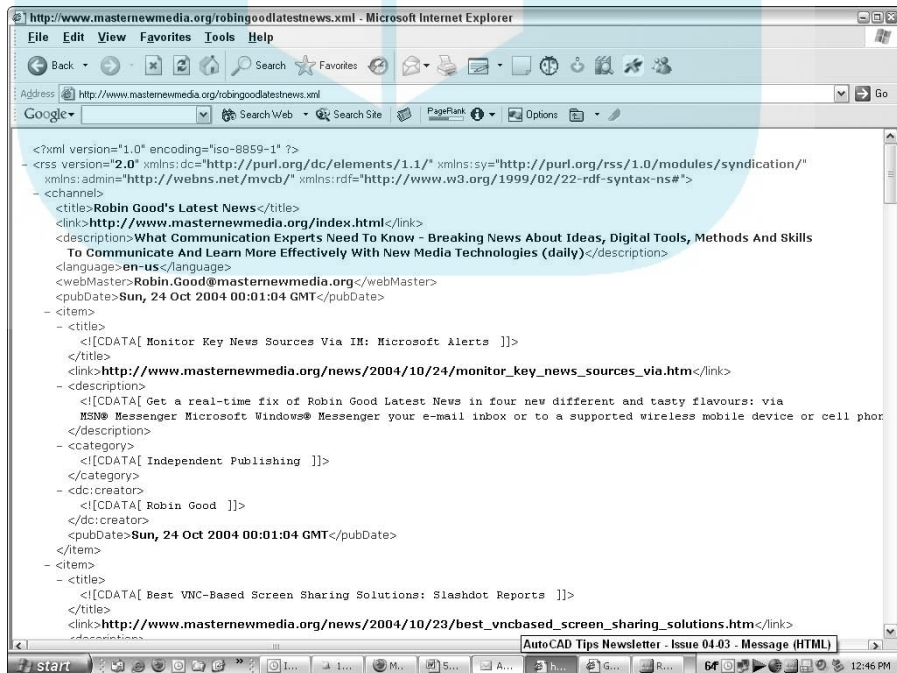 http://www.masternewmedia.org/robingoodlatestnews.xml - Microsoft Internet Explorer
File Edit View Favorites Tools Help
Back Search Favorites
Address http://www.masternewmedia.org/robingoodlatestnews.xml Go
Google Search Web Search Site PageRank Options
<?xml version="1.0" encoding="iso-8859-1" ?>
- <rss version="2.0" xmlns:dc="http://purl.org/dc/elements/1.1/" xmlns:sy="http://purl.org/rss/1.0/modules/syndication/"
xmlns:admin="http://webns.net/mvcb/" xmlns:rdf="http://www.w3.org/1999/02/22-rdf-syntax-ns#">
- <channel>
<title>Robin Good's Latest News</title>
<link>http://www.masternewmedia.org/index.html</link>
<description>What Communication Experts Need To Know - Breaking News About Ideas, Digital Tools, Methods And Skills
To Communicate And Learn More Effectively With New Media Technologies (daily)</description>
<language>en-us</language>
<webMaster>Robin.Good@masternewmedia.org</webMaster>
<pubDate>Sun, 24 Oct 2004 00:01:04 GMT</pubDate>
- <item>
- <title>
<![CDATA[ Monitor Key News Sources Via IM: Microsoft Alerts ]]>
</title>
<link>http://www.masternewmedia.org/news/2004/10/24/monitor_key_news_sources_via.htm</link>
- <description>
<![CDATA[ Get a real-time fix of Robin Good Latest News in four new different and tasty flavours: via
MSN® Messenger Microsoft Windows® Messenger your e-mail inbox or to a supported wireless mobile device or cell phor
</description>
- <category>
<![CDATA[ Independent Publishing ]]>
</category>
- <dc:creator>
<![CDATA[ Robin Good ]]>
</dc:creator>
<pubDate>Sun, 24 Oct 2004 00:01:04 GMT</pubDate>
</item>
- <item>
- <title>
<![CDATA[ Best VNC-Based Screen Sharing Solutions: Slashdot Reports ]]>
</title>
<link>http://www.masternewmedia.org/news/2004/10/23/best_vncbased_screen_sharing_solutions.htm</link>
AutoCAD Tips Newsletter - Issue 04-03 - Message (HTML)
start I... 1... M.. 5... A... h... G... R... 64° 12:46 PM